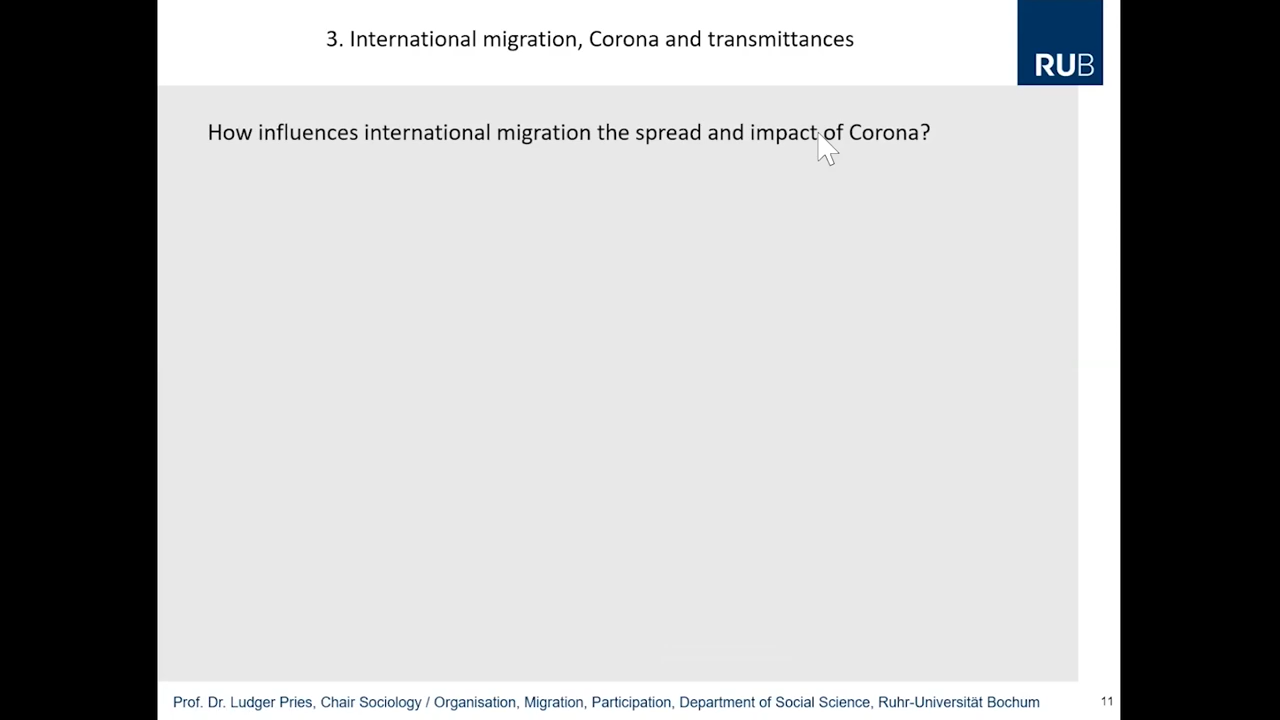 3. International migration, Corona and transmittances
RUB
How influences international migration the spread and impact of Corona?
Prof. Dr. Ludger Pries, Chair Sociology / Organisation, Migration, Participation, Department of Social Science, Ruhr-Universität Bochum
11